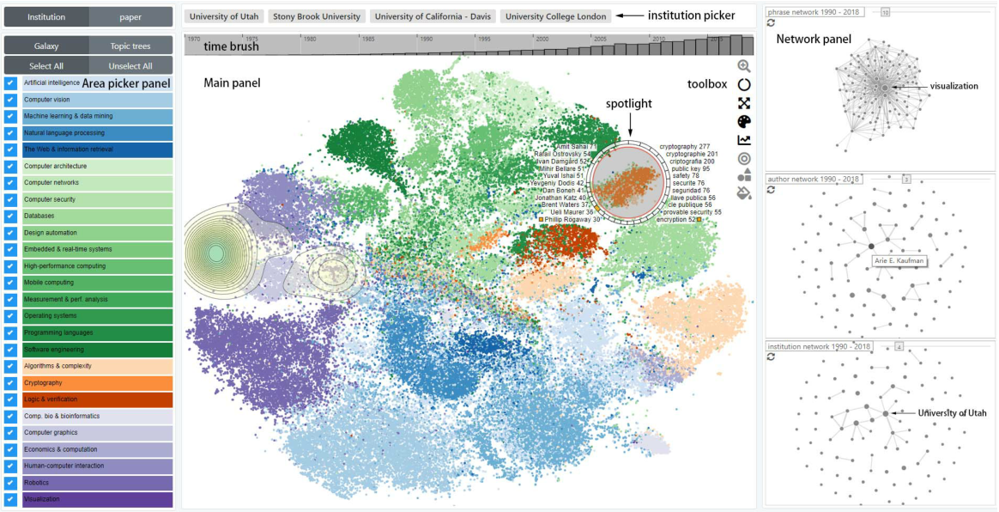 Institution paper
Galaxy Topic trees
Select All Unselect All
Artificial intelligence Area picker panel
Computer vision
Machine learning & data mining
Natural language processing
The Web & information retrieval
Computer architecture
Computer networks
Computer security
Databases
Design automation
Embedded & real-time systems
High-performance computing
Mobile computing
Measurement & perf. analysis
Operating systems
Programming languages
Software engineering
Algorithms & complexity
Cryptography
Logic & verification
Comp. bio & bioinformatics
Computer graphics
Economics & computation
Human-computer interaction
Robotics
Visualization
University of Utah Stony Brook University University of California - Davis University College London institution picker
1970 1975 1980 1985 1990 1995 2000 2005 2010 2015
time brush
Main panel
toolbox
spotlight
Amit Sahai 71
Rafail Ostrovsky 54
Ivan Damgård 52
Mihir Bellare 51
Yuval Ishai 51
Yevgeniy Dodis 42
Dan Boneh 41
Jonathan Katz 40
Brent Waters 37
Ueli Maurer 36
Phillip Rogaway 30
cryptography 277
cryptographie 201
criptografia 200
public key 95
safety 78
securite 76
seguridad 76
llave publica 56
cle publique 56
provable security 55
encryption 52
phrase network 1990 - 2018 10
Network panel
visualization
author network 1990 - 2018 3
Arie E. Kaufman
institution network 1990 - 2018 4
University of Utah